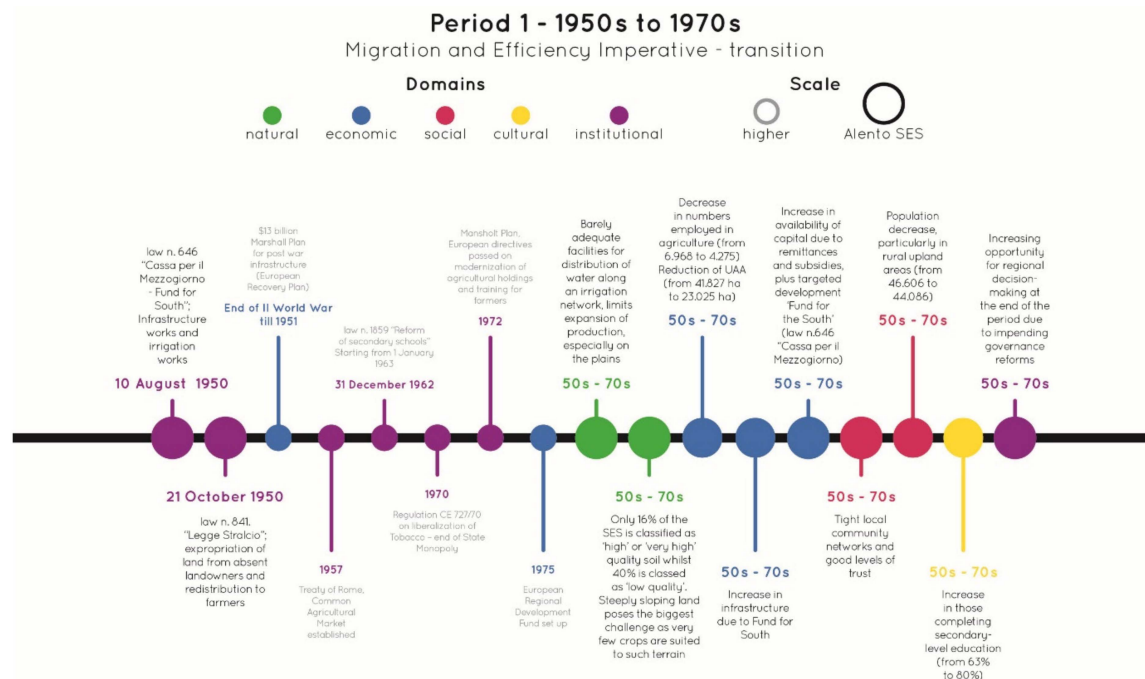 Period 1 - 1950s to 1970s
Migration and Efficiency Imperative - transition
Domains
Scale
natural
economic
social
cultural
institutional
higher
Alento SES
law n. 646
"Cassa per il
Mezzogiorno
- Fund for
South";
Infrastructure
works and
irrigation
works
10 August 1950
$13 billion
Marshall Plan
for post war
infrastructure
(European
Recovery Plan)
End of II World War
till 1951
law n. 1859 "Reform
of secondary schools"
Starting from 1 January
1963
31 December 1962
Mansholt Plan,
European directives
passed on
modernization of
agricultural holdings
and training for
farmers
1972
Barely
adequate
facilities for
distribution of
water along
an irrigation
network, limits
expansion of
production,
especially on
the plains
50s - 70s
Decrease
in numbers
employed in
agriculture (from
6.968 to 4.275)
Reduction of UAA
(from 41.827 ha
to 23.025 ha)
50s - 70s
Increase in
availability of
capital due to
remittances
and subsidies,
plus targeted
development
'Fund for
the South'
(law n.646
"Cassa per il
Mezzogiorno)
50s - 70s
Population
decrease,
particularly in
rural upland
areas (from
46.606 to
44.086)
50s - 70s
Increasing
opportunity
for regional
decision-
making at
the end of the
period due to
impending
governance
reforms
50s - 70s
21 October 1950
law n. 841,
"Legge Stralcio";
expropriation of
land from absent
landowners and
redistribution to
farmers
1957
Treaty of Rome,
Common
Agricultural
Market
established
1970
Regulation CE 727/70
on liberalization of
Tobacco – end of State
Monopoly
1975
European
Regional
Development
Fund set up
50s - 70s
Only 16% of the
SES is classified as
'high' or 'very high'
quality soil whilst
40% is classed
as 'low quality'.
Steeply sloping land
poses the biggest
challenge as very
few crops are suited
to such terrain
50s - 70s
Increase in
infrastructure
due to Fund for
South
50s - 70s
Tight local
community
networks and
good levels of
trust
50s - 70s
Increase
in those
completing
secondary-
level education
(from 63%
to 80%)